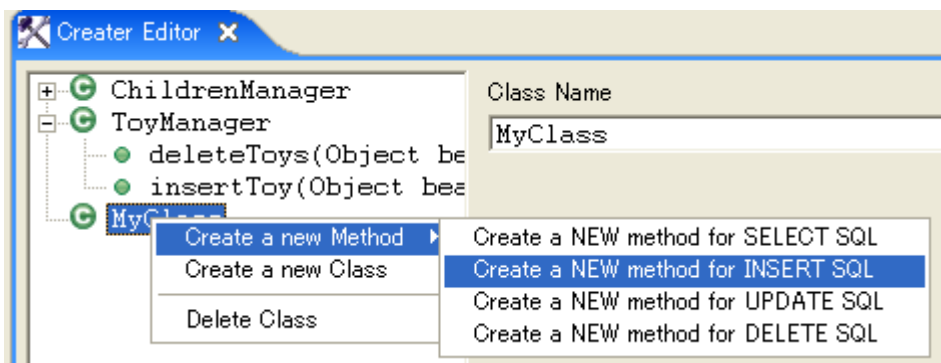 Creater Editor
ChildrenManager
Class Name
ToyManager
MyClass
deleteToys(Object be
insertToy(Object bea
MyClass
Create a new Method
Create a NEW method for SELECT SQL
Create a new Class
Create a NEW method for INSERT SQL
Create a NEW method for UPDATE SQL
Delete Class
Create a NEW method for DELETE SQL